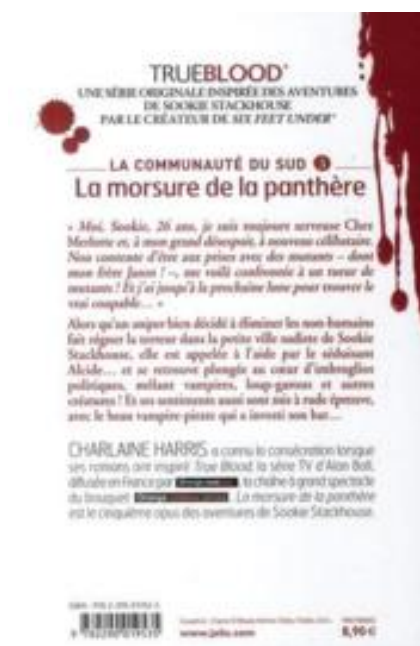 TRUEBLOOD®
UNE SÉRIE ORIGINALE INSPIRÉE DES AVENTURES
DE SOOKIE STACKHOUSE
PAR LE CRÉATEUR DE SIX FEET UNDER®
LA COMMUNAUTÉ DU SUD
La morsure de la panthère
« Moi, Sookie, 26 ans, je suis toujours serveuse Chez
Merlotte et, à mon grand désespoir, à nouveau célibataire.
Non contente d'être aux prises avec des mutants – dont
mon frère Jason ! –, me voilà confrontée à un tueur de
mutants ! Et j'ai jusqu'à la prochaine lune pour trouver le
vrai coupable... »
Alors qu'un sniper bien décidé à éliminer les non-humains
fait régner la terreur dans la petite ville sudiste de Sookie
Stackhouse, elle est appelée à l'aide par le séduisant
Alcide... et se retrouve plongée au cœur d'imbroglios
politiques, mêlant vampires, loup-garous et autres
créatures ! Et ses sentiments aussi sont mis à rude épreuve,
avec le beau vampire pirate qui a investi son bar...
CHARLAINE HARRIS a connu la consécration lorsque
ses romans ont inspiré True Blood, la série TV d'Alan Ball,
diffusée en France par la chaîne à grand spectacle
du bouquet La morsure de la panthère
est le cinquième opus des aventures de Sookie Stackhouse.
ISBN
www.jailu.com
8,90 €